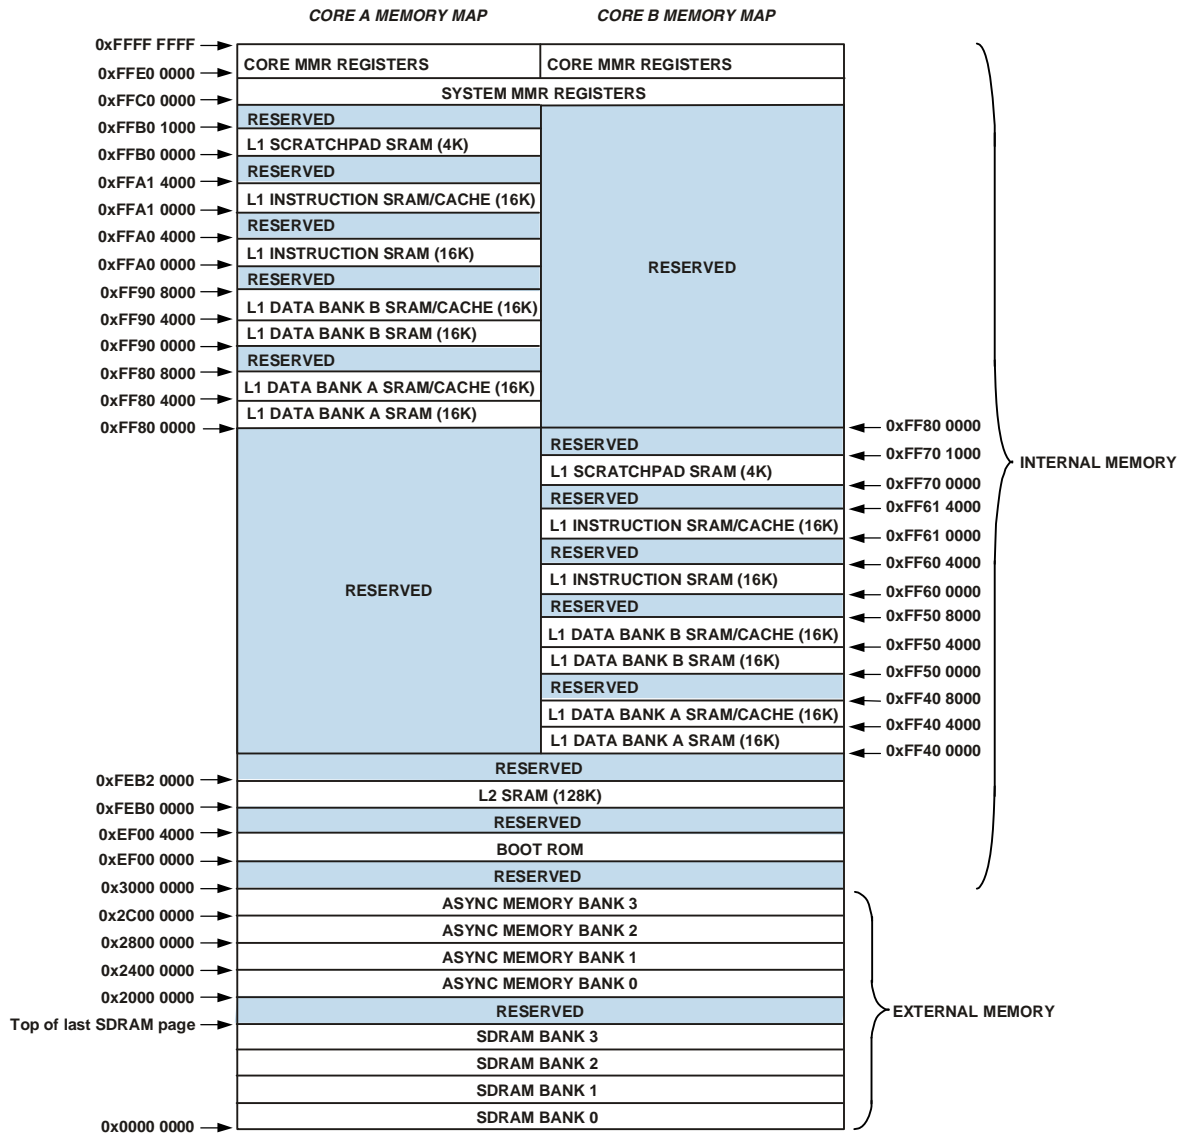 CORE A MEMORY MAP
CORE B MEMORY MAP
0xFFFF FFFF
CORE MMR REGISTERS
CORE MMR REGISTERS
0xFFE0 0000
SYSTEM MMR REGISTERS
0xFFC0 0000
RESERVED
0xFFB0 1000
L1 SCRATCHPAD SRAM (4K)
0xFFB0 0000
RESERVED
0xFFA1 4000
L1 INSTRUCTION SRAM/CACHE (16K)
0xFFA1 0000
RESERVED
0xFFA0 4000
L1 INSTRUCTION SRAM (16K)
0xFFA0 0000
RESERVED
RESERVED
0xFF90 8000
L1 DATA BANK B SRAM/CACHE (16K)
0xFF90 4000
L1 DATA BANK B SRAM (16K)
0xFF90 0000
RESERVED
0xFF80 8000
L1 DATA BANK A SRAM/CACHE (16K)
0xFF80 4000
L1 DATA BANK A SRAM (16K)
0xFF80 0000
0xFF80 0000
RESERVED
0xFF70 1000
L1 SCRATCHPAD SRAM (4K)
INTERNAL MEMORY
0xFF70 0000
RESERVED
0xFF61 4000
L1 INSTRUCTION SRAM/CACHE (16K)
0xFF61 0000
RESERVED
0xFF60 4000
L1 INSTRUCTION SRAM (16K)
0xFF60 0000
RESERVED
RESERVED
0xFF50 8000
L1 DATA BANK B SRAM/CACHE (16K)
0xFF50 4000
L1 DATA BANK B SRAM (16K)
0xFF50 0000
RESERVED
0xFF40 8000
L1 DATA BANK A SRAM/CACHE (16K)
0xFF40 4000
L1 DATA BANK A SRAM (16K)
0xFF40 0000
RESERVED
0xFEB2 0000
L2 SRAM (128K)
0xFEB0 0000
RESERVED
0xEF00 4000
BOOT ROM
0xEF00 0000
RESERVED
0x3000 0000
ASYNC MEMORY BANK 3
0x2C00 0000
ASYNC MEMORY BANK 2
0x2800 0000
ASYNC MEMORY BANK 1
0x2400 0000
ASYNC MEMORY BANK 0
0x2000 0000
RESERVED
EXTERNAL MEMORY
Top of last SDRAM page
SDRAM BANK 3
SDRAM BANK 2
SDRAM BANK 1
SDRAM BANK 0
0x0000 0000